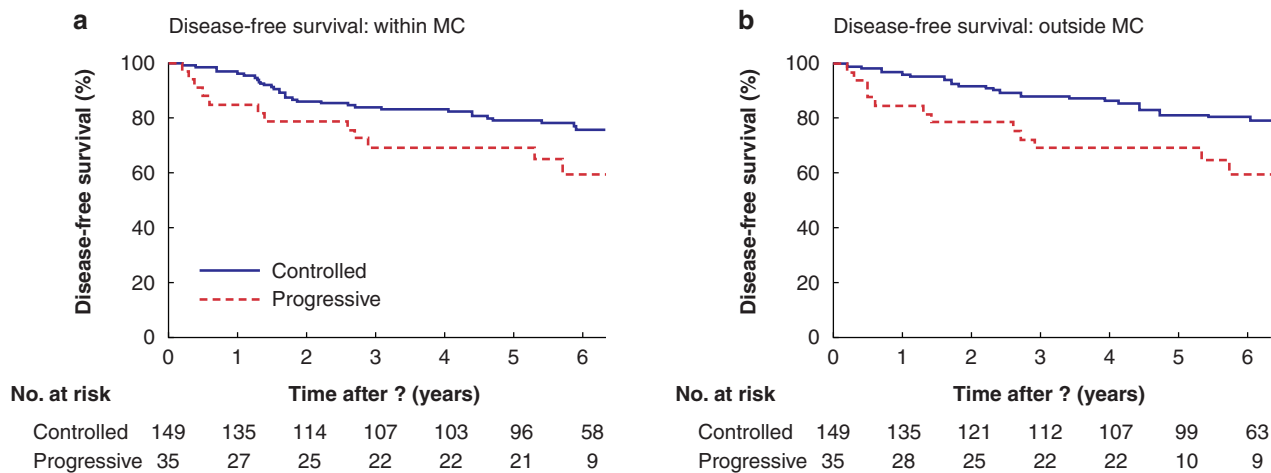 a Disease-free survival: within MC
Disease-free survival (%)
100
80
60
40
20
0
Controlled
Progressive
0 1 2 3 4 5 6
No. at risk Time after ? (years)
Controlled 149 135 114 107 103 96 58
Progressive 35 27 25 22 22 21 9
b Disease-free survival: outside MC
Disease-free survival (%)
100
80
60
40
20
0
0 1 2 3 4 5 6
No. at risk Time after ? (years)
Controlled 149 135 121 112 107 99 63
Progressive 35 28 25 22 22 10 9